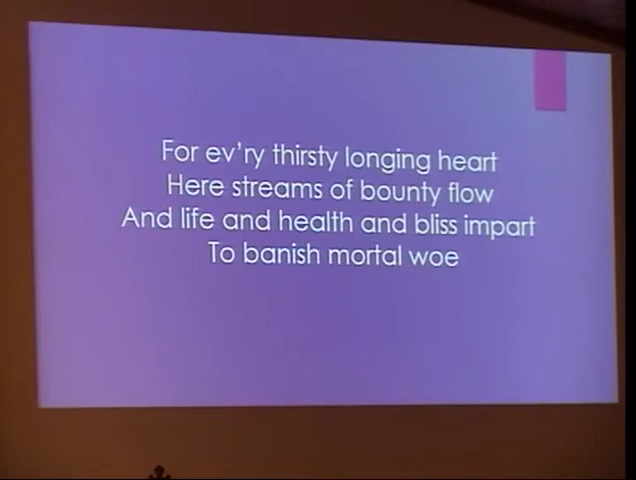 For ev'ry thirsty longing heart
Here streams of bounty flow
And life and health and bliss impart
To banish mortal woe